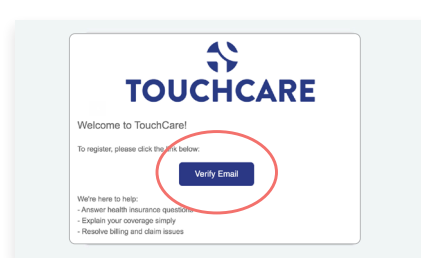 TOUCHCARE
Welcome to TouchCare!
To register, please click the link below:
Verify Email
We're here to help:
- Answer health insurance questions
- Explain your coverage simply
- Resolve billing and claim issues